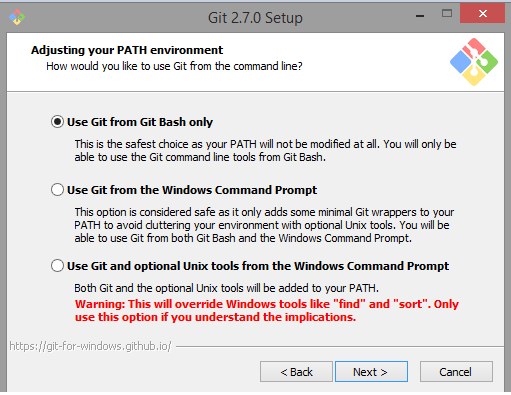 Git 2.7.0 Setup
Adjusting your PATH environment
How would you like to use Git from the command line?
Use Git from Git Bash only
This is the safest choice as your PATH will not be modified at all. You will only be
able to use the Git command line tools from Git Bash.
Use Git from the Windows Command Prompt
This option is considered safe as it only adds some minimal Git wrappers to your
PATH to avoid cluttering your environment with optional Unix tools. You will be
able to use Git from both Git Bash and the Windows Command Prompt.
Use Git and optional Unix tools from the Windows Command Prompt
Both Git and the optional Unix tools will be added to your PATH.
Warning: This will override Windows tools like "find" and "sort". Only
use this option if you understand the implications.
https://git-for-windows.github.io/
< Back Next > Cancel